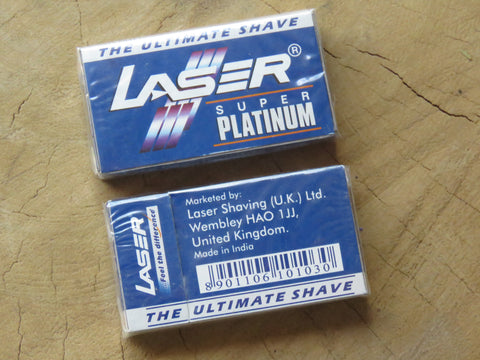 THE ULTIMATE SHAVE
LASER®
SUPER
PLATINUM
LASER
Feel the difference
Marketed by:
Laser Shaving (U.K.) Ltd.
Wembley HAO 1JJ,
United Kingdom.
Made in India
8901106101030
THE ULTIMATE SHAVE